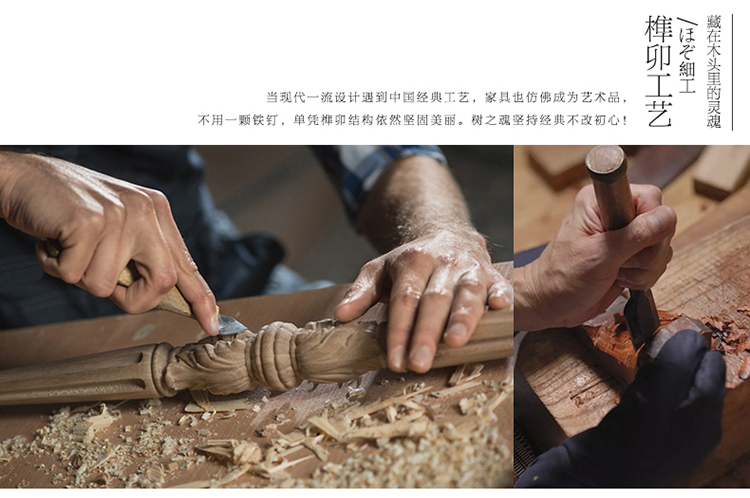 藏在木头里的灵魂
/ほぞ細工
榫卯工艺
当现代一流设计遇到中国经典工艺，家具也仿佛成为艺术品，
不用一颗铁钉，单凭榫卯结构依然坚固美丽。树之魂坚持经典不改初心！